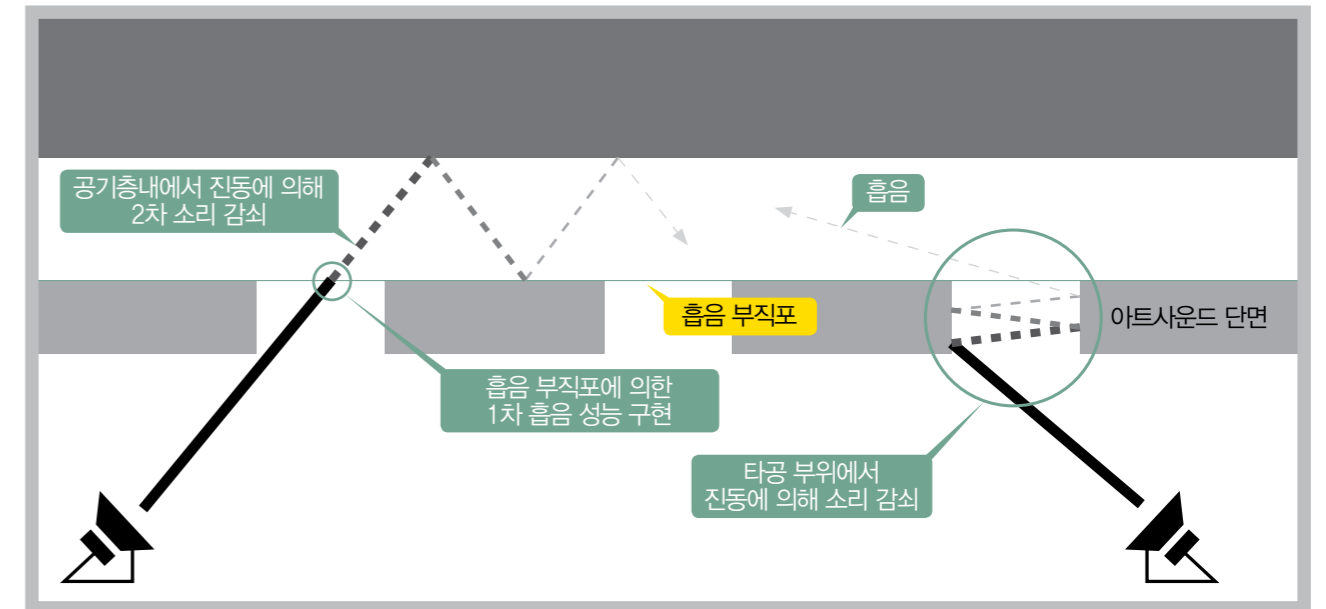 공기층내에서 진동에 의해
2차 소리 감쇠
흡음
흡음 부직포
아트사운드 단면
흡음 부직포에 의한
1차 흡음 성능 구현
타공 부위에서
진동에 의해 소리 감쇠